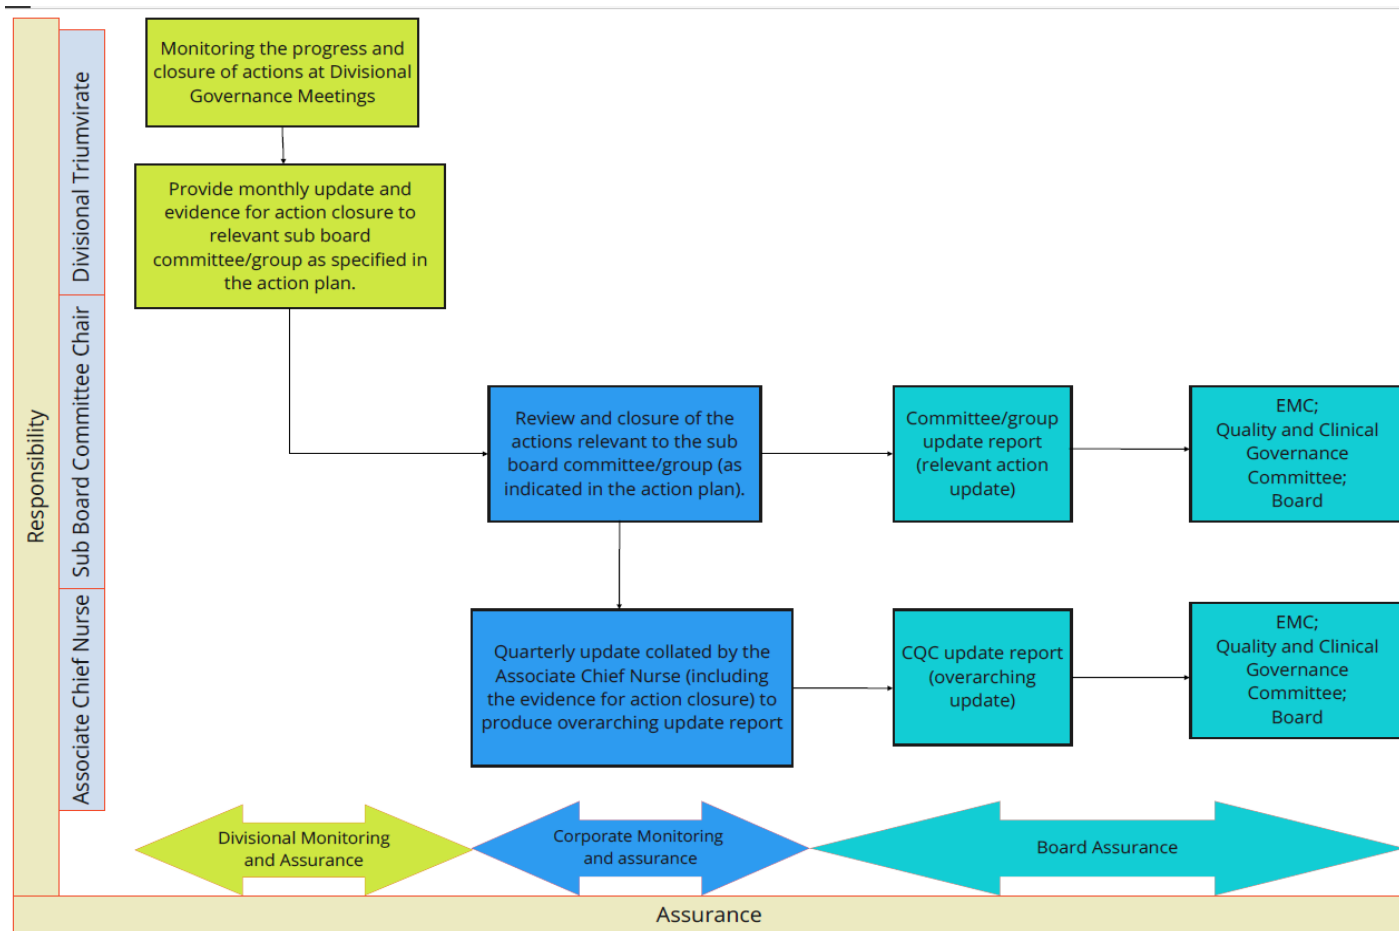 Responsibility
Divisional Triumvirate
Sub Board Committee Chair
Associate Chief Nurse
Monitoring the progress and
closure of actions at Divisional
Governance Meetings
Provide monthly update and
evidence for action closure to
relevant sub board
committee/group as specified in
the action plan.
Review and closure of the
actions relevant to the sub
board committee/group (as
indicated in the action plan).
Committee/group
update report
(relevant action
update)
EMC;
Quality and Clinical
Governance
Committee;
Board
Quarterly update collated by the
Associate Chief Nurse (including
the evidence for action closure) to
produce overarching update report
CQC update report
(overarching
update)
EMC;
Quality and Clinical
Governance
Committee;
Board
Divisional Monitoring
and Assurance
Corporate Monitoring
and assurance
Board Assurance
Assurance